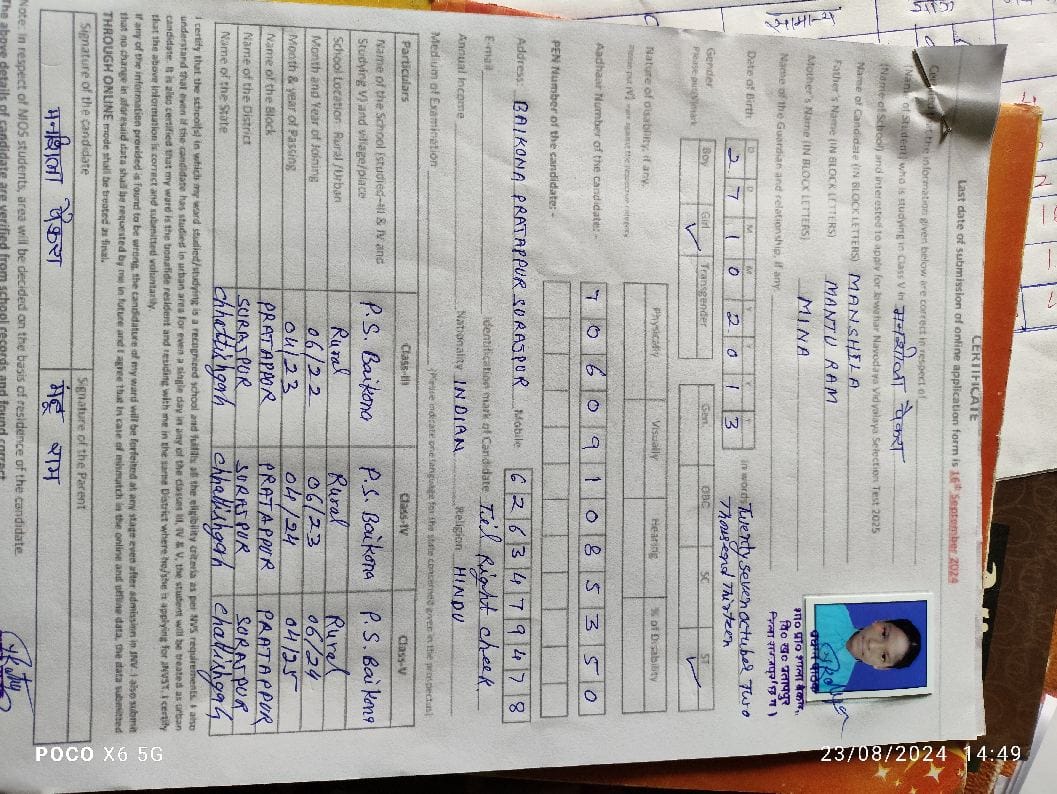 CERTIFICATE
Last date of submission of online application form is 16th September 2024
the information given below are correct in respect of
(Name of Student) who is studying in Class V in
(Name of School) and interested to apply for Jawahar Navodaya Vidyalaya Selection Test 2025
Name of Candidate (IN BLOCK LETTERS) MANSHILA
Father's Name (IN BLOCK LETTERS) MANTU RAM
Mother's Name (IN BLOCK LETTERS) MINA
Name of the Guardian and relationship, if any
Date of Birth D D M M Y Y Y Y in words Twenty seven october Two
2 7 1 0 2 0 1 3 Thousand Thirteen
Gender Boy Girl Transgender Gen. OBC SC ST
Please put(✓)mark ✓ ✓
Nature of disability, if any. Physically Visually Hearing % of Disability
Aadhaar Number of the candidate:- 7 0 6 0 9 1 0 8 5 3 5 0
PEN Number of the candidate:-
Address: BAIKONA PRATAPPUR SURAJPUR Mobile 6 2 6 3 4 7 9 4 7 8
E-mail Identification mark of Candidate Til Right cheek
Annual Income Nationality INDIAN Religion HINDU
Medium of Examination (Please indicate one language for the state concerned given in the prospectus)
Particulars Class-III Class-IV Class-V
Name of the School (studied-III & IV and Studying V) and village/place P.S. Baikona P.S. Baikona P.S. Baikona
School Location: Rural /Urban Rural Rural Rural
Month and Year of Joining 06/22 06/23 06/24
Month & year of Passing 04/23 04/24 04/25
Name of the Block PRATAPPUR PRATAPPUR PRATAPPUR
Name of the District SURAJPUR SURAJPUR SURAJPUR
Name of the State chhattisgarh chhattisgarh
I certify that the school(s) in which my ward studied/studying is a recognized school and fulfills all the eligibility criteria as per NVS requirements. I also
understand that even if the candidate has studied in urban area for even a single day in any of the classes III, IV & V, the student will be treated as urban
candidate. It is also certified that my ward is the bonafide resident and residing with me in the same District where he/she is applying for JNVST. I certify
that the above information is correct and submitted voluntarily.
If any of the information provided is found to be wrong, the candidature of my ward will be forfeited at any stage even after admission in JNV. I also submit
that no change in aforesaid data shall be requested by me in future and I agree that in case of mismatch in the online and offline data, the data submitted
THROUGH ONLINE mode shall be treated as final.
Signature of the candidate Signature of the Parent
मनशिला राम
Note: In respect of NIOS students, area will be decided on the basis of residence of the candidate.
The above details of candidate are verified from school records and found correct
POCO X6 5G
23/08/2024 14:49